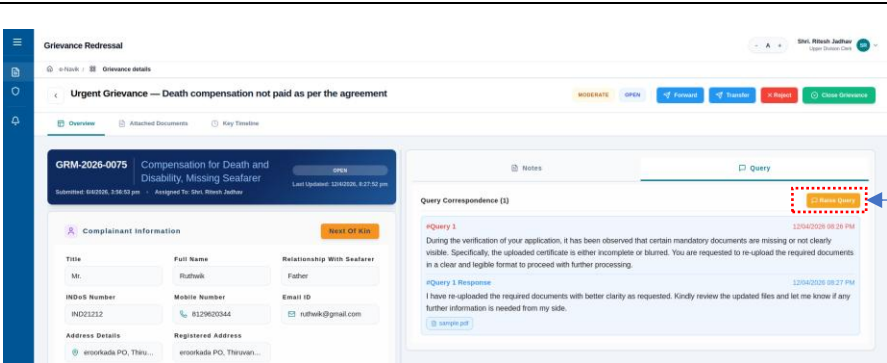 Grievance Redressal
- A +
Shri. Ritesh Jadhav
Upper Division Clerk
SR
e-Navik / Grievance details
Urgent Grievance — Death compensation not paid as per the agreement
MODERATE
OPEN
Forward
Transfer
Reject
Close Grievance
Overview
Attached Documents
Key Timeline
GRM-2026-0075
Compensation for Death and
Disability, Missing Seafarer
OPEN
Last Updated: 12/04/2026, 8:27:52 pm
Submitted: 6/4/2026, 3:56:53 pm • Assigned To: Shri. Ritesh Jadhav
Complainant Information
Next Of Kin
Title
Full Name
Relationship With Seafarer
Mr.
Ruthwik
Father
INDoS Number
Mobile Number
Email ID
IND21212
8129620344
ruthwik@gmail.com
Address Details
Registered Address
eroorkada PO, Thiru...
eroorkada PO, Thiruvan...
Notes
Query
Query Correspondence (1)
Raise Query
#Query 1
12/04/2026 08:26 PM
During the verification of your application, it has been observed that certain mandatory documents are missing or not clearly
visible. Specifically, the uploaded certificate is either incomplete or blurred. You are requested to re-upload the required documents
in a clear and legible format to proceed with further processing.
#Query 1 Response
12/04/2026 08:27 PM
I have re-uploaded the required documents with better clarity as requested. Kindly review the updated files and let me know if any
further information is needed from my side.
sample.pdf